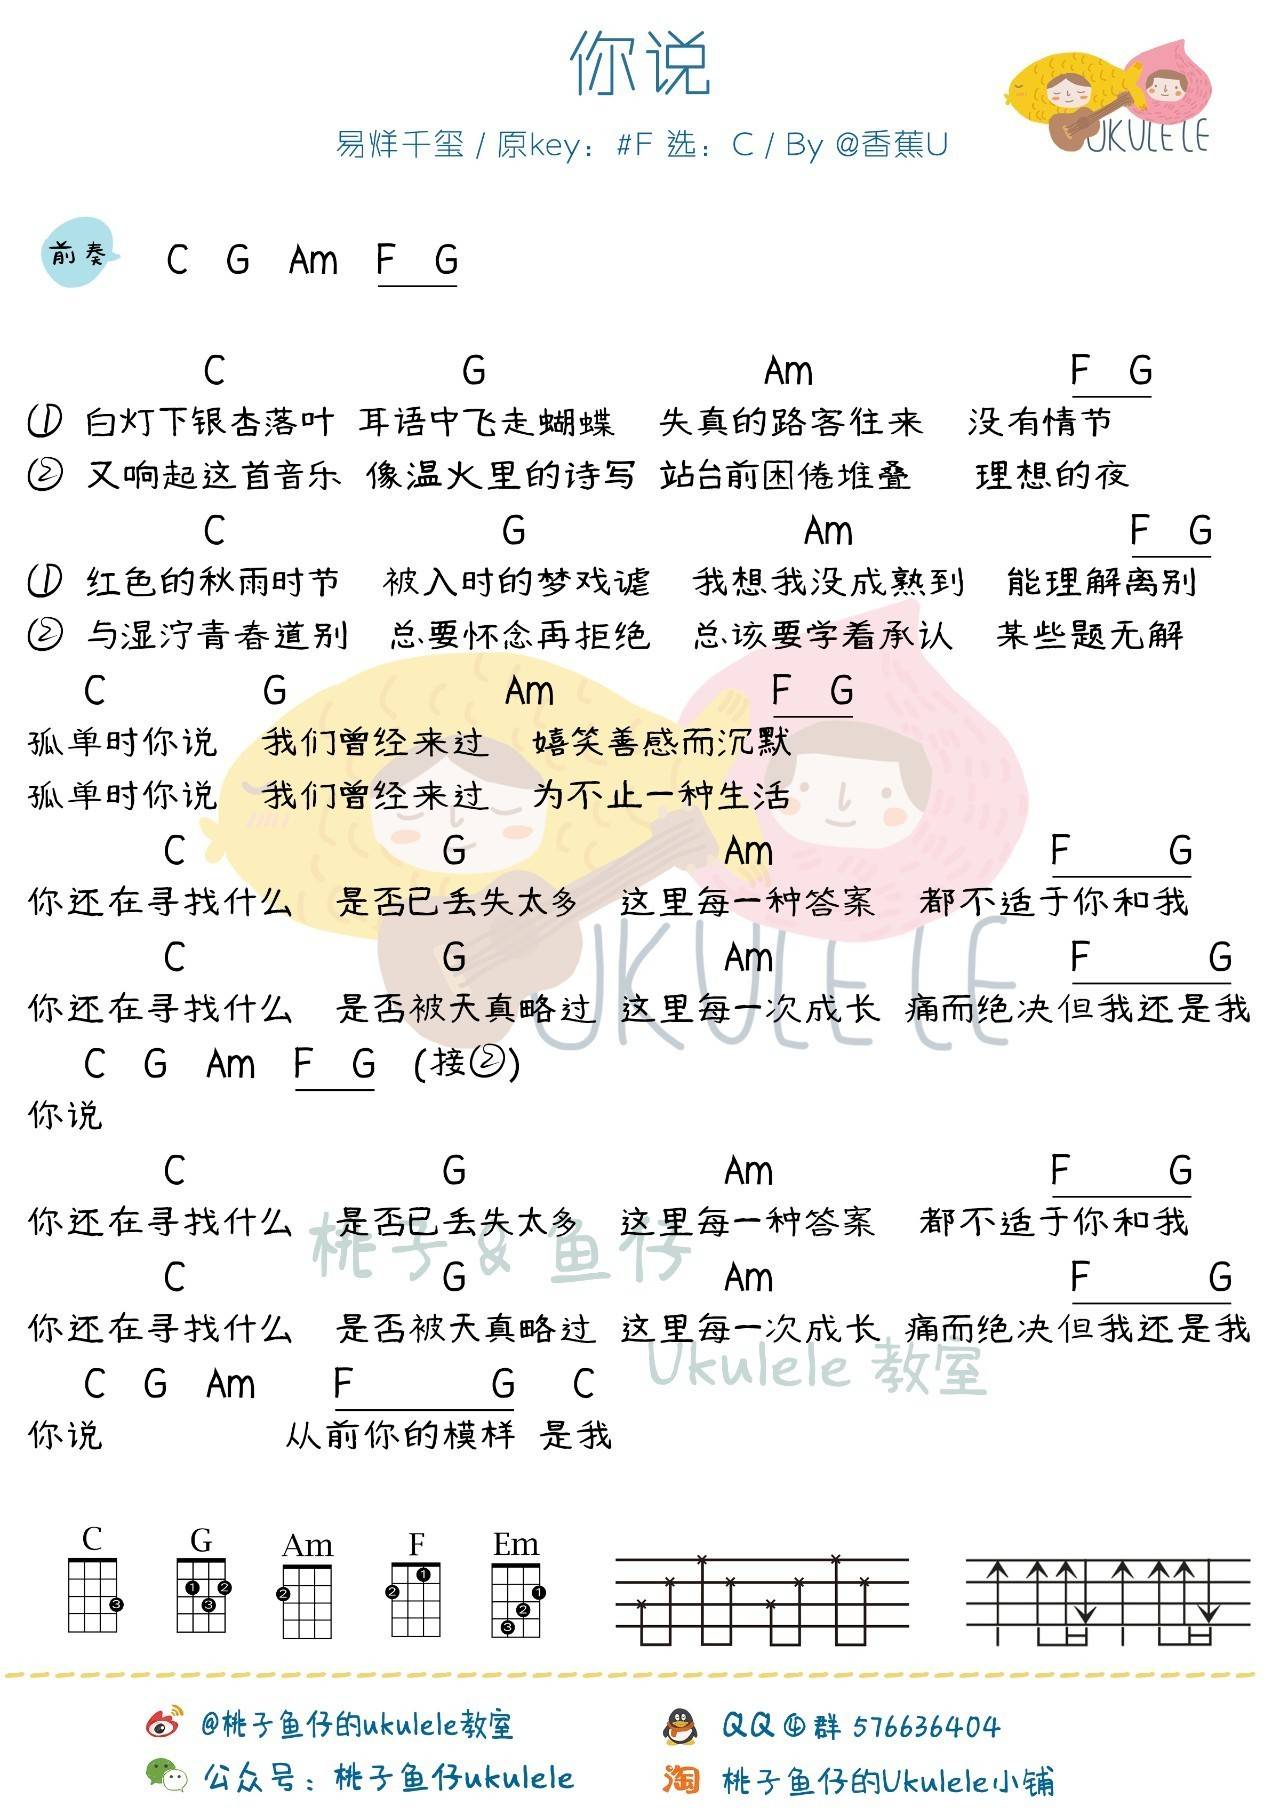 你说
易烊千玺 / 原key：#F 选：C / By @香蕉U
UKULELE
前奏 C G Am F G
C G Am F G
① 白灯下银杏落叶 耳语中飞走蝴蝶 失真的路客往来 没有情节
② 又响起这首音乐 像温火里的诗写 站台前困倦堆叠 理想的夜
C G Am F G
① 红色的秋雨时节 被入时的梦戏谑 我想我没成熟到 能理解离别
② 与湿泞青春道别 总要怀念再拒绝 总该要学着承认 某些题无解
C G Am F G
孤单时你说 我们曾经来过 嬉笑善感而沉默
孤单时你说 我们曾经来过 为不止一种生活
C G Am F G
你还在寻找什么 是否已丢失太多 这里每一种答案 都不适于你和我
C G Am F G
你还在寻找什么 是否被天真略过 这里每一次成长 痛而绝决但我还是我
UKULELE
C G Am F G (接②)
你说
C G Am F G
你还在寻找什么 是否已丢失太多 这里每一种答案 都不适于你和我
桃子 & 鱼仔
C G Am F G
你还在寻找什么 是否被天真略过 这里每一次成长 痛而绝决但我还是我
Ukulele 教室
C G Am F G C
你说 从前你的模样 是我
C G Am F Em
3 1 2 3 2 2 1 1 2 3
@桃子鱼仔的ukulele教室
QQ ④ 群 576636404
公众号：桃子鱼仔ukulele
淘 桃子鱼仔的Ukulele小铺